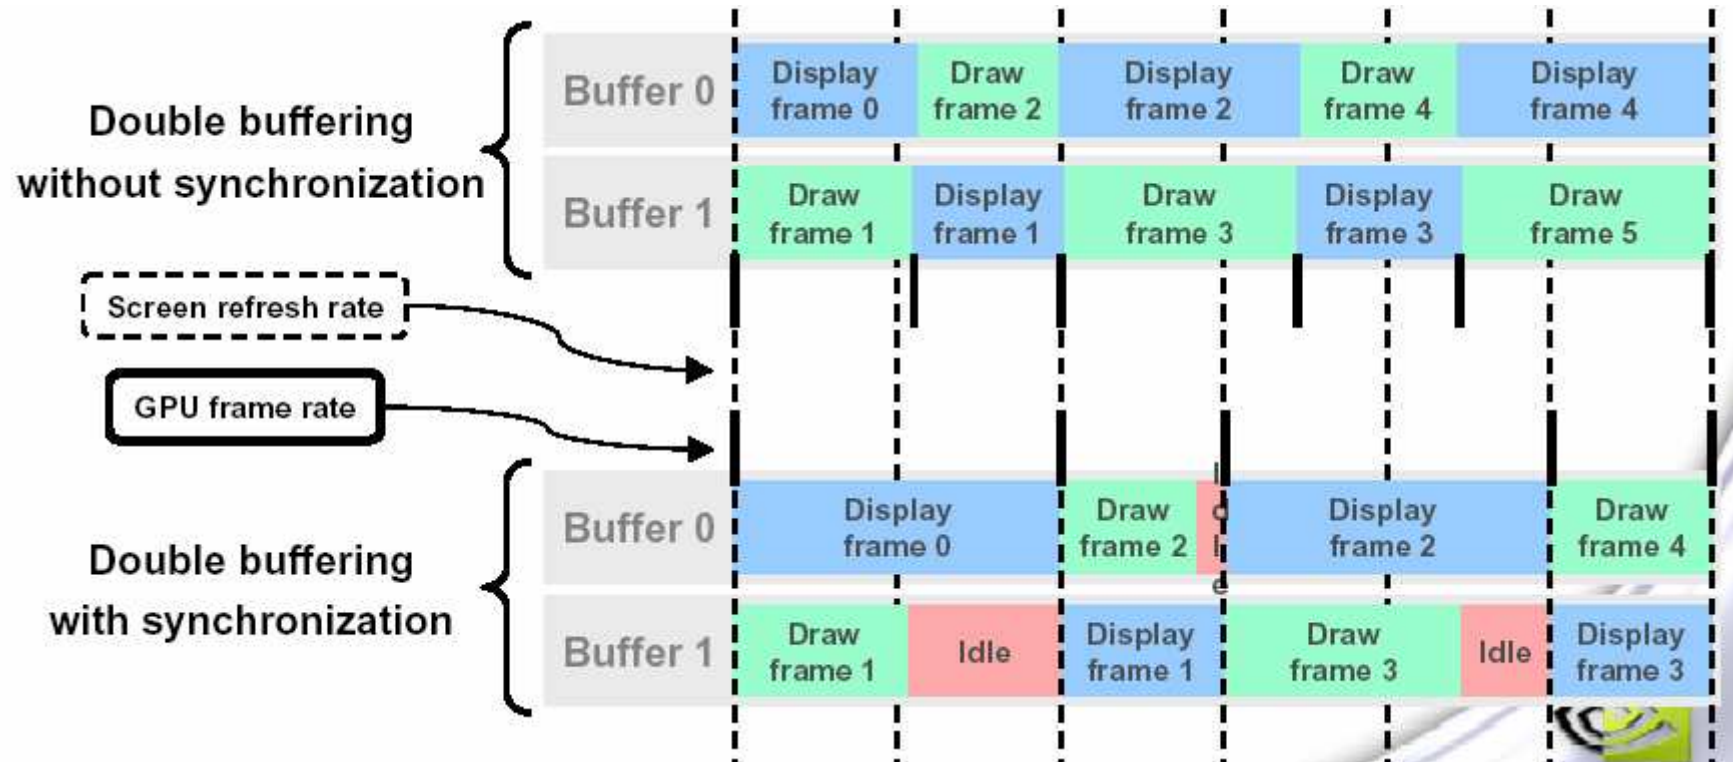 Double buffering
without synchronization
Buffer 0
Display
frame 0
Draw
frame 2
Display
frame 2
Draw
frame 4
Display
frame 4
Buffer 1
Draw
frame 1
Display
frame 1
Draw
frame 3
Display
frame 3
Draw
frame 5
Screen refresh rate
GPU frame rate
Double buffering
with synchronization
Buffer 0
Display
frame 0
Draw
frame 2
Idle
Display
frame 2
Draw
frame 4
Buffer 1
Draw
frame 1
Idle
Display
frame 1
Draw
frame 3
Idle
Display
frame 3